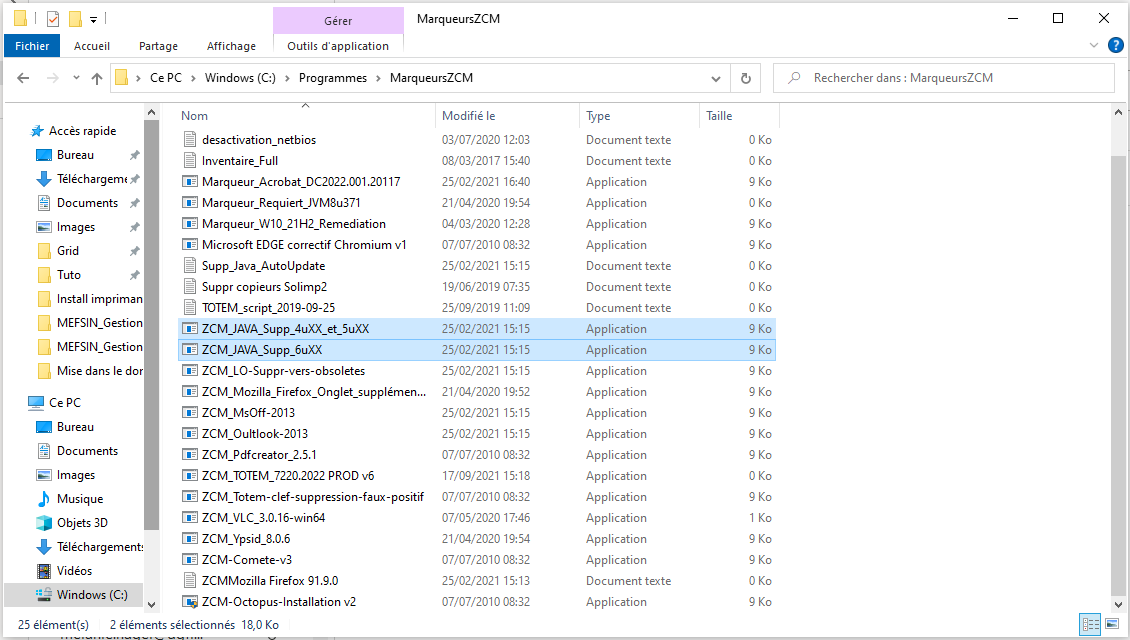 Gérer
MarqueursZCM
Fichier
Accueil
Partage
Affichage
Outils d'application
Ce PC
Windows (C:)
Programmes
MarqueursZCM
Rechercher dans : MarqueursZCM
Accès rapide
Bureau
Téléchargeme
Documents
Images
Grid
Tuto
Install impriman
MEFSIN_Gestion
MEFSIN_Gestion
Mise dans le dor
Ce PC
Bureau
Documents
Images
Musique
Objets 3D
Téléchargements
Vidéos
Windows (C:)
Nom Modifié le Type Taille
desactivation_netbios 03/07/2020 12:03 Document texte 0 Ko
Inventaire_Full 08/03/2017 15:40 Document texte 0 Ko
Marqueur_Acrobat_DC2022.001.20117 25/02/2021 16:40 Application 9 Ko
Marqueur_Requiert_JVM8u371 21/04/2020 19:54 Application 9 Ko
Marqueur_W10_21H2_Remediation 04/03/2020 12:28 Application 9 Ko
Microsoft EDGE correctif Chromium v1 07/07/2010 08:32 Application 9 Ko
Supp_Java_AutoUpdate 25/02/2021 15:15 Document texte 0 Ko
Suppr copieurs Solimp2 19/06/2019 07:35 Document texte 0 Ko
TOTEM_script_2019-09-25 25/09/2019 11:09 Document texte 0 Ko
ZCM_JAVA_Supp_4uXX_et_5uXX 25/02/2021 15:15 Application 9 Ko
ZCM_JAVA_Supp_6uXX 25/02/2021 15:15 Application 9 Ko
ZCM_LO-Suppr-vers-obsoletes 25/02/2021 15:15 Application 9 Ko
ZCM_Mozilla_Firefox_Onglet_supplémen... 21/04/2020 19:52 Application 9 Ko
ZCM_MsOff-2013 25/02/2021 15:15 Application 9 Ko
ZCM_Oultlook-2013 25/02/2021 15:15 Application 9 Ko
ZCM_Pdfcreator_2.5.1 07/07/2010 08:32 Application 9 Ko
ZCM_TOTEM_7220.2022 PROD v6 17/09/2021 15:18 Application 0 Ko
ZCM_Totem-clef-suppression-faux-positif 07/07/2010 08:32 Application 9 Ko
ZCM_VLC_3.0.16-win64 07/05/2020 17:46 Application 1 Ko
ZCM_Ypsid_8.0.6 21/04/2020 19:54 Application 9 Ko
ZCM-Comete-v3 07/07/2010 08:32 Application 9 Ko
ZCMMozilla Firefox 91.9.0 25/02/2021 15:13 Document texte 0 Ko
ZCM-Octopus-Installation v2 07/07/2010 08:32 Application 9 Ko
25 élément(s) 2 éléments sélectionnés 18,0 Ko